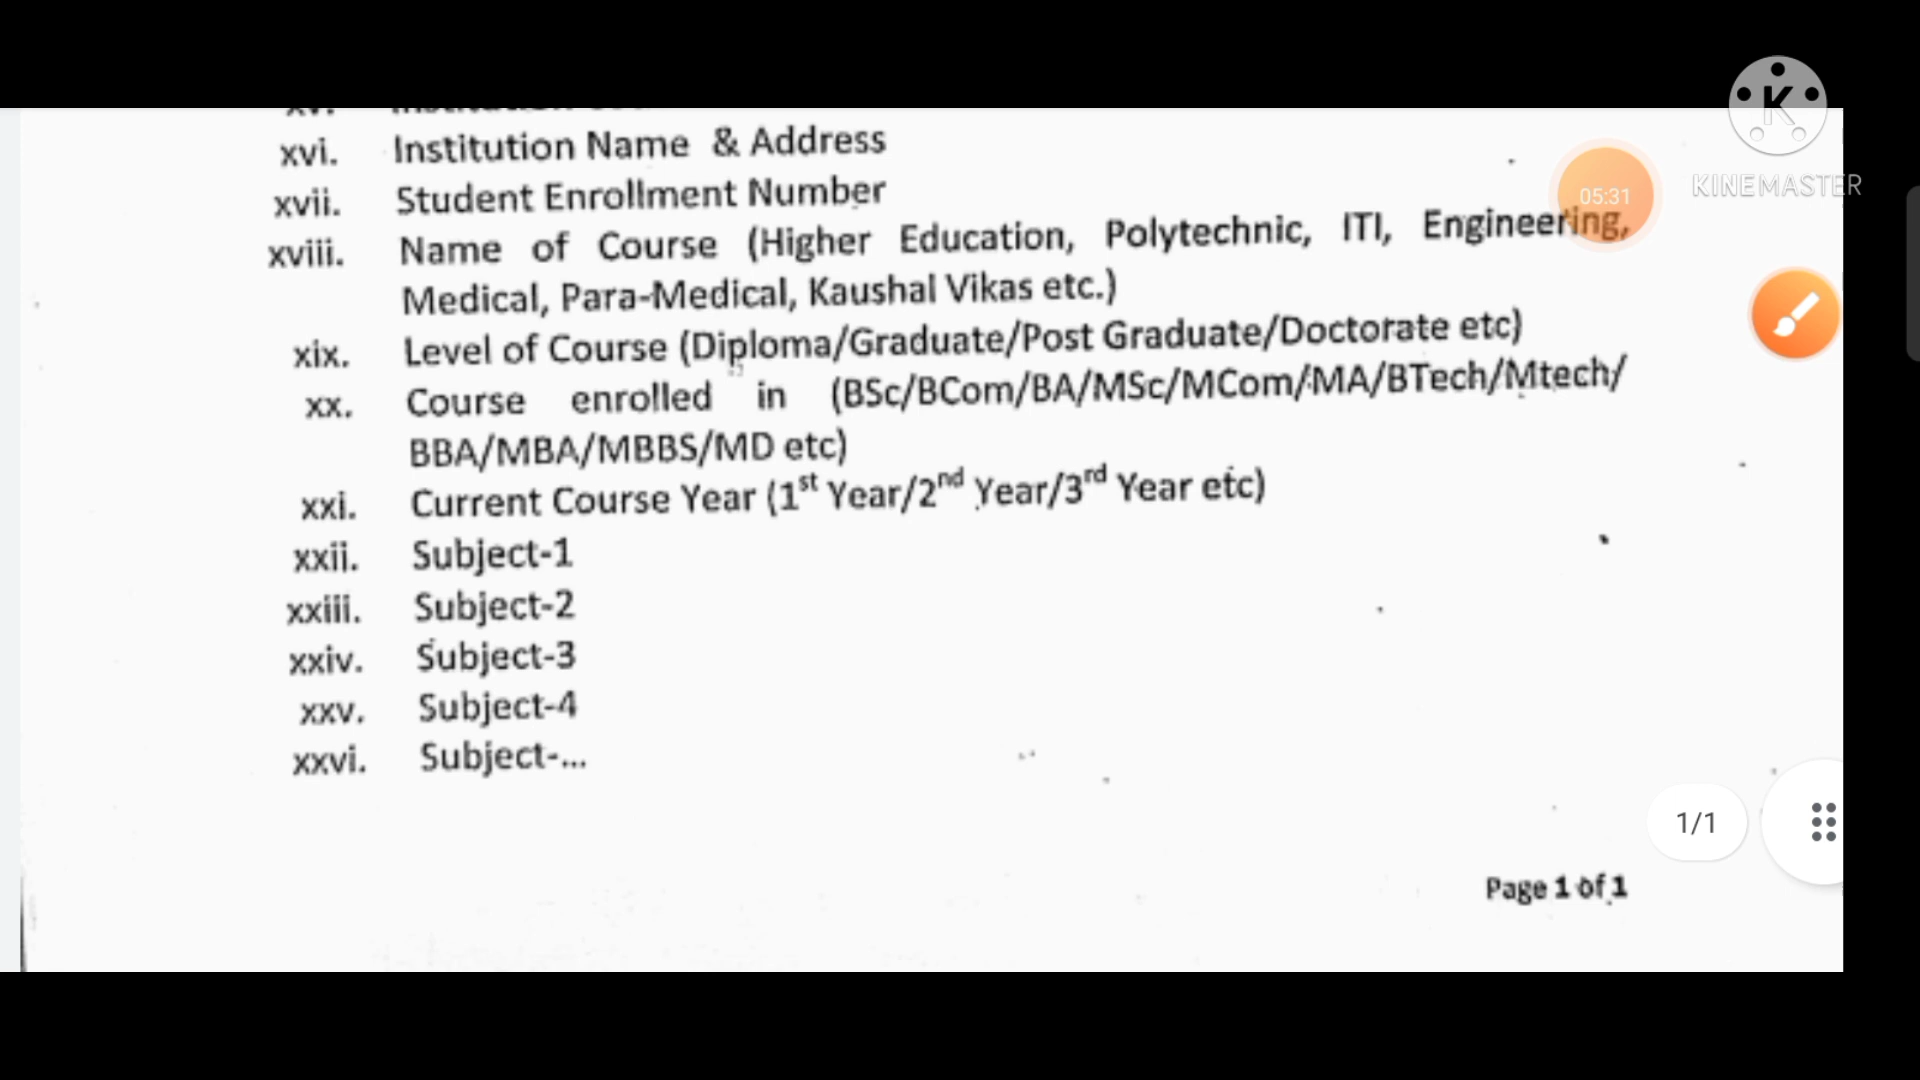 xvi. Institution Name & Address
xvii. Student Enrollment Number
xviii. Name of Course (Higher Education, Polytechnic, ITI, Engineering,
Medical, Para-Medical, Kaushal Vikas etc.)
xix. Level of Course (Diploma/Graduate/Post Graduate/Doctorate etc)
xx. Course enrolled in (BSc/BCom/BA/MSc/MCom/MA/BTech/Mtech/
BBA/MBA/MBBS/MD etc)
xxi. Current Course Year (1st Year/2nd Year/3rd Year etc)
xxii. Subject-1
xxiii. Subject-2
xxiv. Subject-3
xxv. Subject-4
xxvi. Subject-...
Page 1 of 1
K
KINEMASTER
05:31
1/1